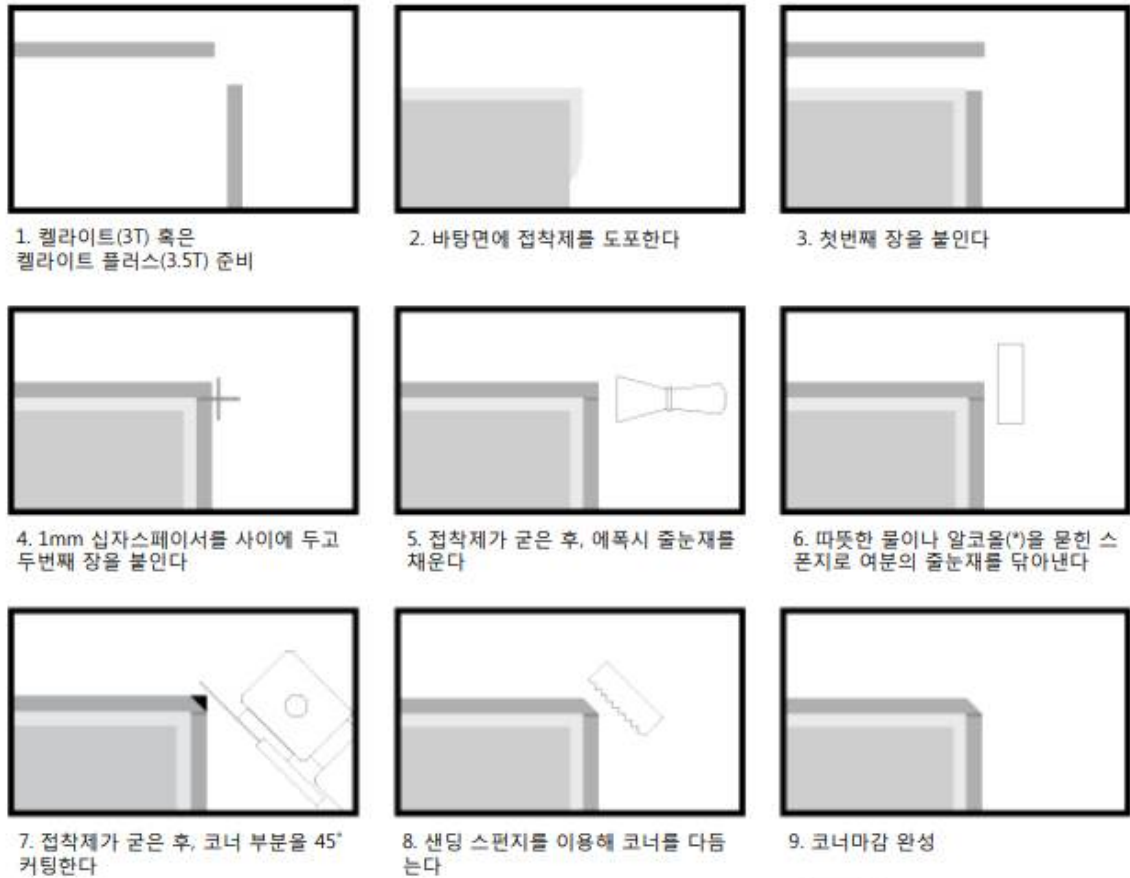 1. 켈라이트(3T) 혹은
켈라이트 플러스(3.5T) 준비
2. 바탕면에 접착제를 도포한다
3. 첫번째 장을 붙인다
4. 1mm 십자스페이서를 사이에 두고
두번째 장을 붙인다
5. 접착제가 굳은 후, 에폭시 줄눈재를
채운다
6. 따뜻한 물이나 알코올(*)을 묻힌 스
폰지로 여분의 줄눈재를 닦아낸다
7. 접착제가 굳은 후, 코너 부분을 45˚
커팅한다
8. 샌딩 스펀지를 이용해 코너를 다듬
는다
9. 코너마감 완성